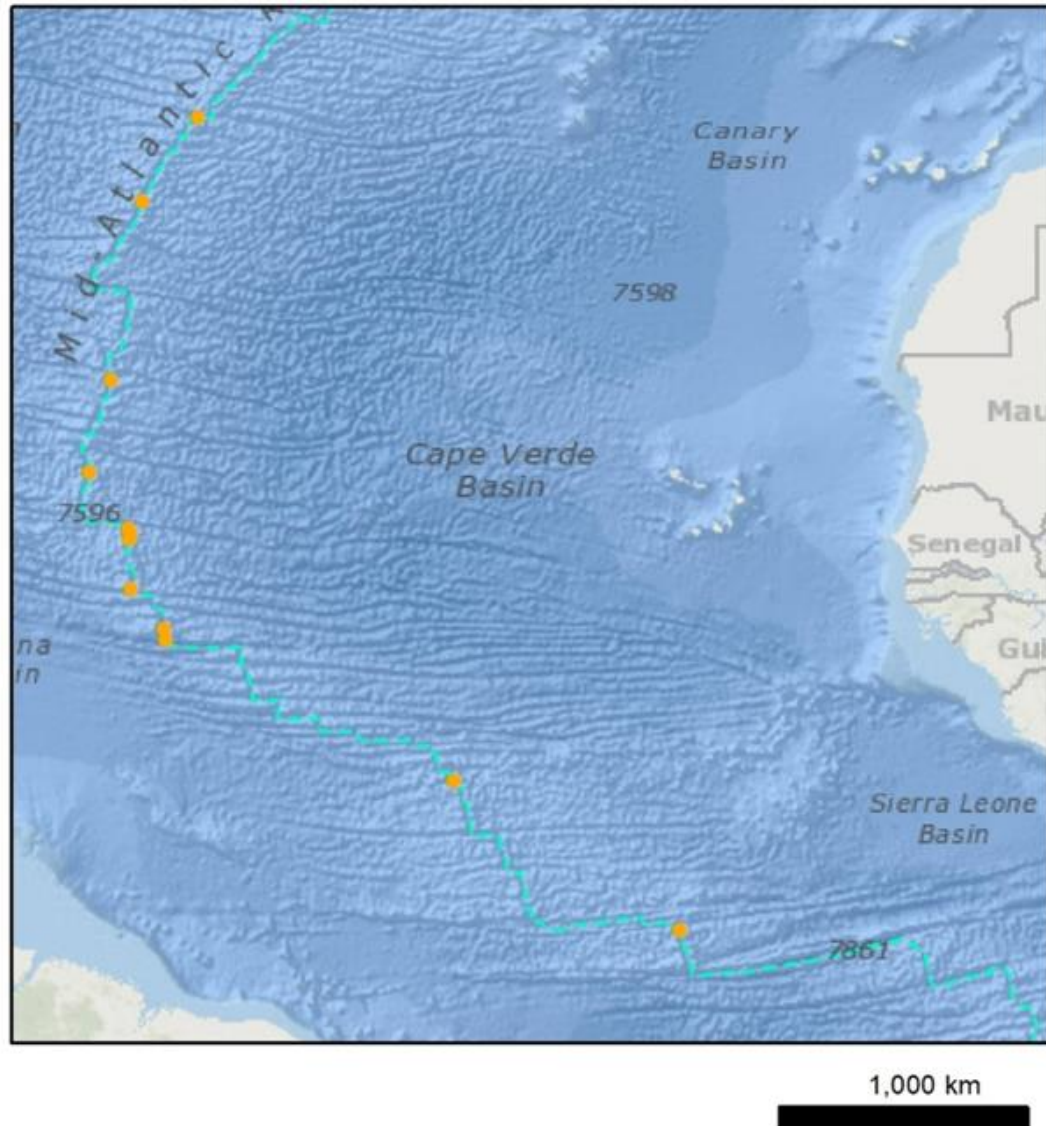 Mid-Atlantic
Canary
Basin
7598
Mau
Cape Verde
Basin
7596
Senegal
na
in
Gui
Sierra Leone
Basin
7861
1,000 km